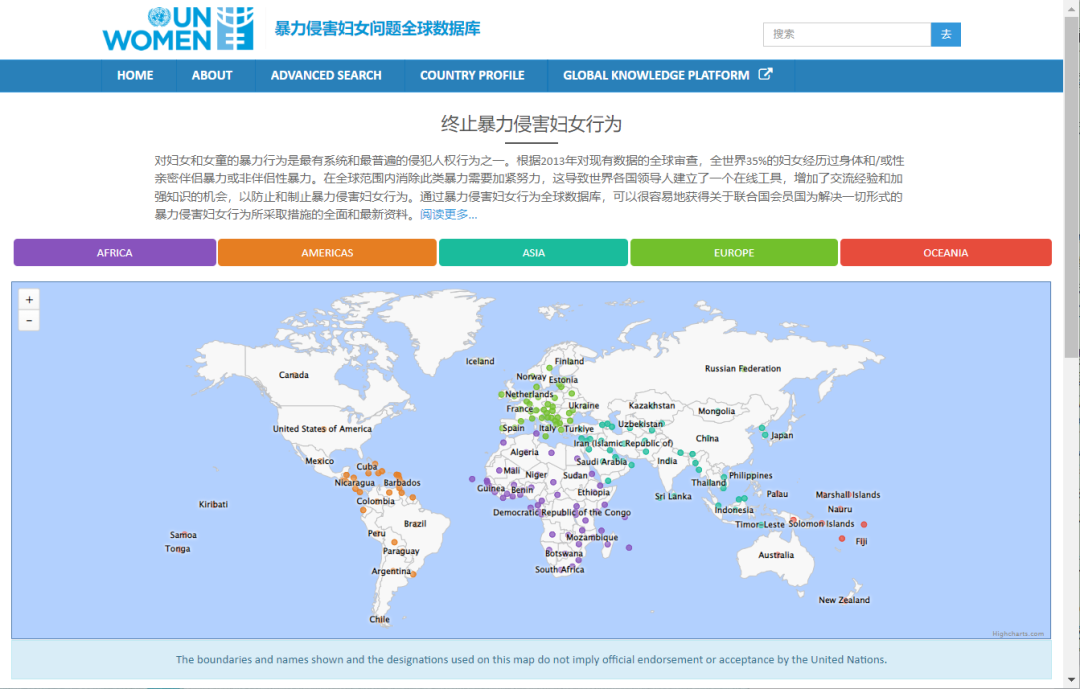 UN WOMEN
暴力侵害妇女问题全球数据库
搜索
去
HOME
ABOUT
ADVANCED SEARCH
COUNTRY PROFILE
GLOBAL KNOWLEDGE PLATFORM
终止暴力侵害妇女行为
对妇女和女童的暴力行为是最有系统和最普遍的侵犯人权行为之一。根据2013年对现有数据的全球审查，全世界35%的妇女经历过身体和/或性
亲密伴侣暴力或非伴侣性暴力。在全球范围内消除此类暴力需要加紧努力，这导致世界各国领导人建立了一个在线工具，增加了交流经验和加
强知识的机会，以防止和制止暴力侵害妇女行为。通过暴力侵害妇女行为全球数据库，可以很容易地获得关于联合国会员国为解决一切形式的
暴力侵害妇女行为所采取措施的全面和最新资料。阅读更多...
AFRICA
AMERICAS
ASIA
EUROPE
OCEANIA
+
−
Iceland
Finland
Canada
Russian Federation
Norway
Estonia
Netherlands
France
Ukraine
Kazakhstan
Mongolia
United States of America
Spain
Italy
Türkiye
Uzbekistan
China
Japan
Iran (Islamic Republic of)
Algeria
Mexico
Cuba
Saudi Arabia
India
Mali
Niger
Sudan
Philippines
Nicaragua
Barbados
Guinea
Benin
Ethiopia
Sri Lanka
Thailand
Palau
Marshall Islands
Colombia
Kiribati
Democratic Republic of the Congo
Indonesia
Nauru
Brazil
Timor-Leste
Solomon Islands
Samoa
Peru
Mozambique
Fiji
Tonga
Paraguay
Botswana
Australia
Argentina
South Africa
New Zealand
Chile
Highcharts.com
The boundaries and names shown and the designations used on this map do not imply official endorsement or acceptance by the United Nations.